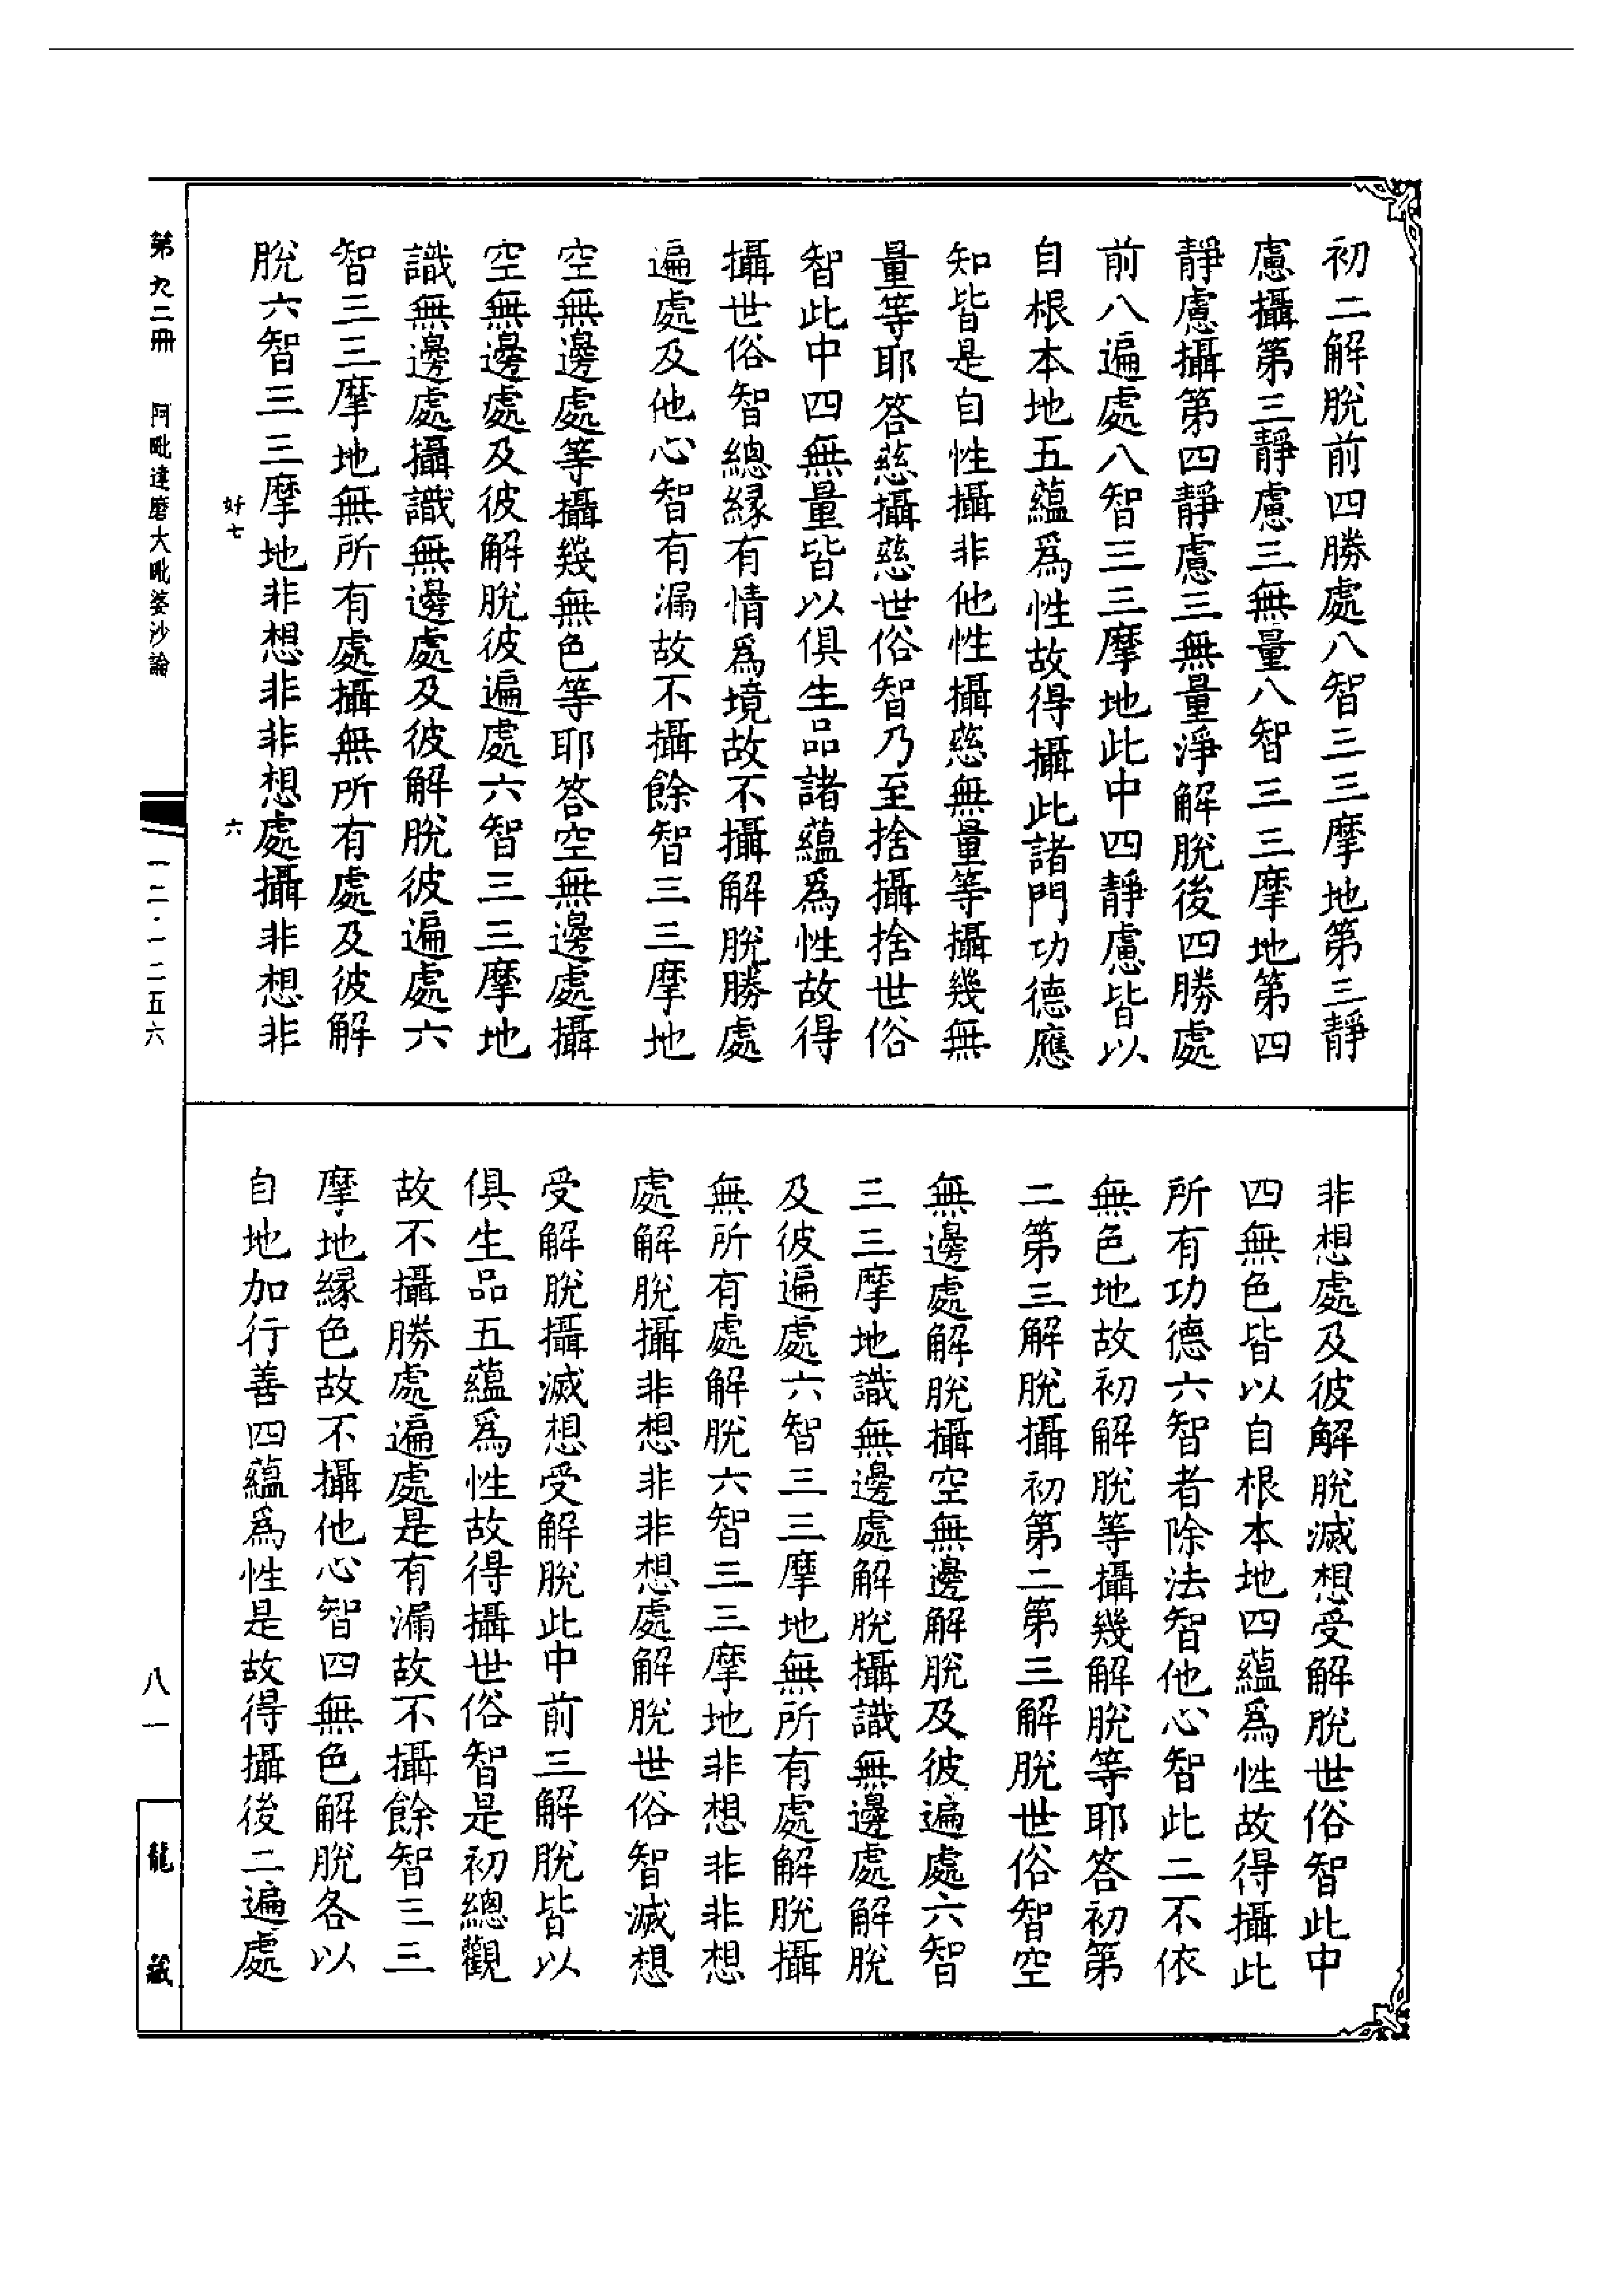 初二解脫前四勝處八智三三摩地第三靜
慮攝第三靜慮三無量八智三三摩地第四
靜慮攝第四靜慮三無量淨解脫後四勝處
前八遍處八智三三摩地此中四靜慮皆以
自根本地五蘊爲性故得攝此諸門功德應
知皆是自性攝非他性攝慈無量等攝幾無
量等耶答慈攝慈世俗智乃至捨攝捨世俗
智此中四無量皆以俱生品諸蘊爲性故得
攝世俗智總緣有情爲境故不攝解脫勝處
遍處及他心智有漏故不攝餘智三三摩地
空無邊處等攝幾無色等耶答空無邊處攝
空無邊處及彼解脫彼遍處六智三三摩地
識無邊處攝識無邊處及彼解脫彼遍處六
智三三摩地無所有處攝無所有處及彼解
脫六智三三摩地非想非非想處攝非想非
好七
六
非想處及彼解脫滅想受解脫世俗智此中
四無色皆以自根本地四蘊爲性故得攝此
所有功德六智者除法智他心智此二不依
無色地故初解脫等攝幾解脫等耶答初第
二第三解脫攝初第二第三解脫世俗智空
無邊處解脫攝空無邊解脫及彼遍處六智
三三摩地識無邊處解脫攝識無邊處解脫
及彼遍處六智三三摩地無所有處解脫攝
無所有處解脫六智三三摩地非想非非想
處解脫攝非想非非想處解脫世俗智滅想
受解脫攝滅想受解脫此中前三解脫皆以
俱生品五蘊爲性故得攝世俗智是初總觀
故不攝勝處遍處是有漏故不攝餘智三三
摩地緣色故不攝他心智四無色解脫各以
自地加行善四蘊爲性是故得攝後二遍處
第九二冊
阿毗達磨大毗婆沙論
一二·一二五六
八一
龍藏